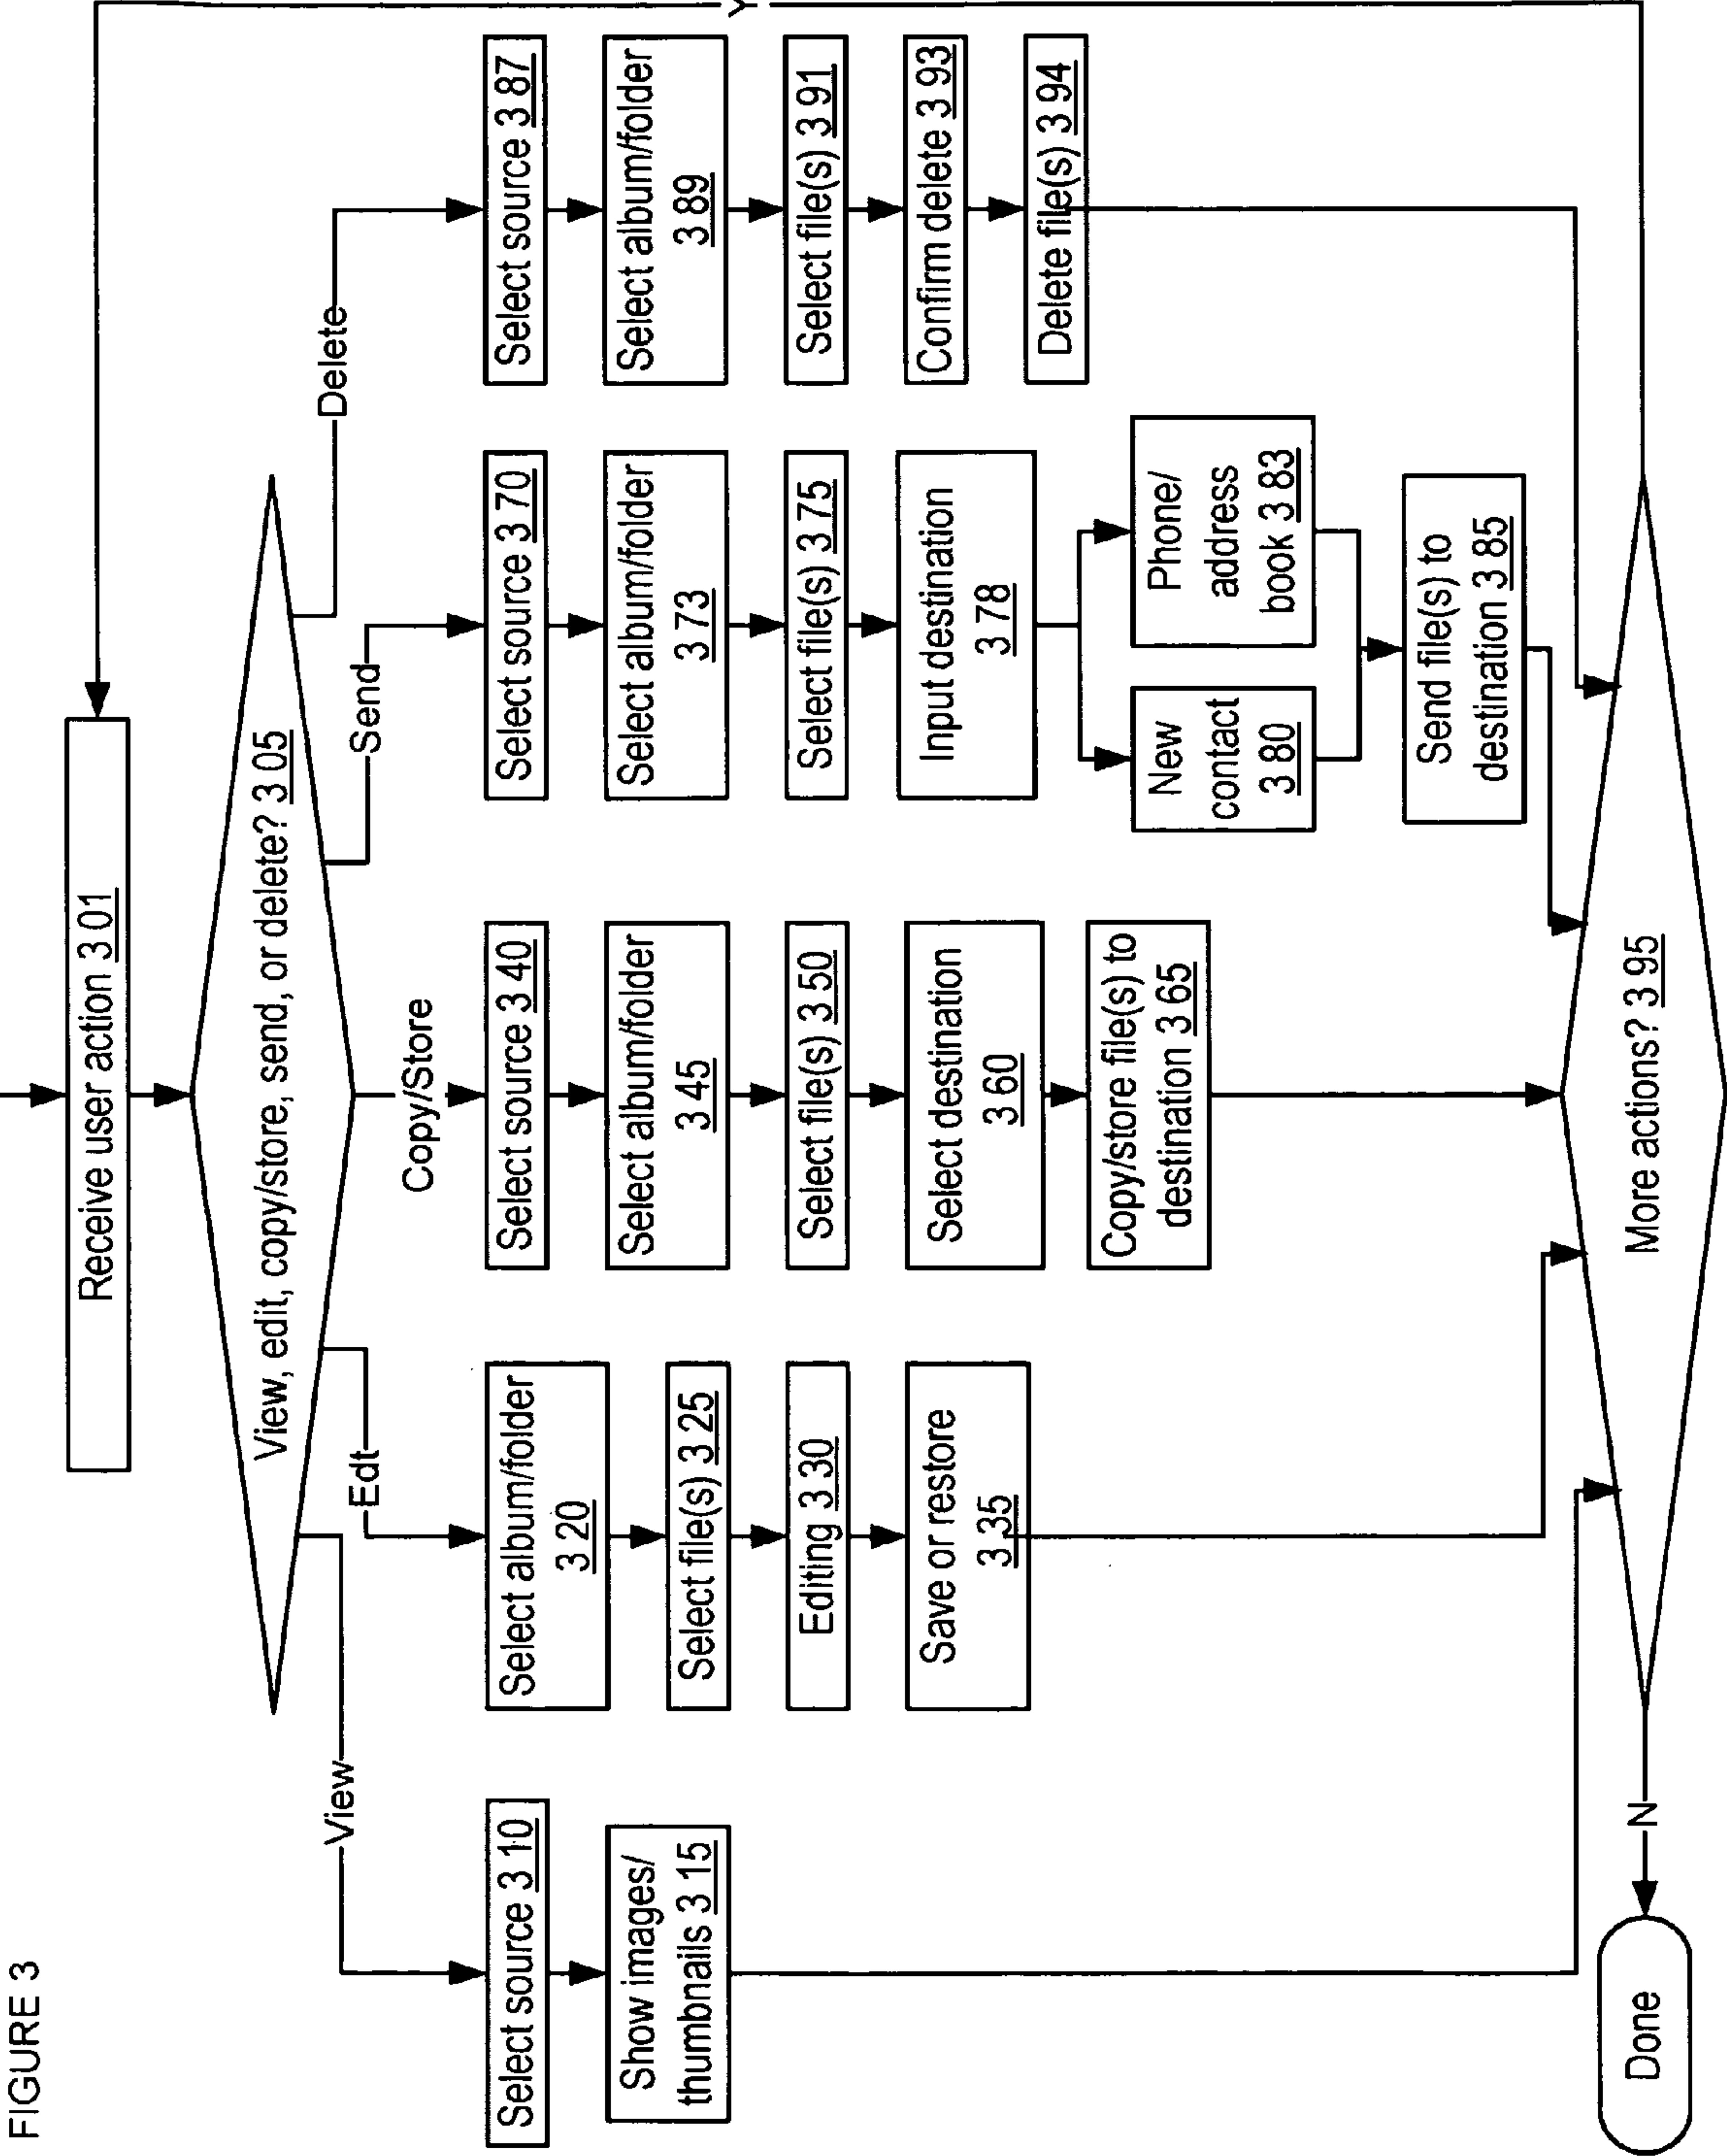 FIGURE 3
Receive user action 3 01
View, edit, copy/store, send, or delete? 3 05
View
Edt
Copy/Store
Send
Delete
Select source 3 10
Show images/
thumbnails 3 15
Select album/folder
3 20
Select file(s) 3 25
Editing 3 30
Save or restore
3 35
Select source 3 40
Select album/folder
3 45
Select file(s) 3 50
Select destination
3 60
Copy/store file(s) to
destination 3 65
Select source 3 70
Select album/folder
3 73
Select file(s) 3 75
Input destination
3 78
New
contact
3 80
Phone/
address
book 3 83
Send file(s) to
destination 3 85
Select source 3 87
Select album/folder
3 89
Select file(s) 3 91
Confirm delete 3 93
Delete file(s) 3 94
More actions? 3 95
Y
N
Done